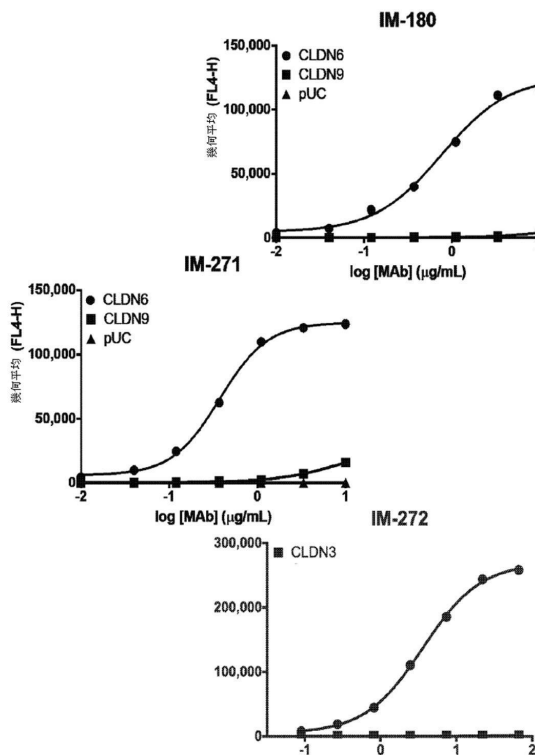 IM-180
150,000
100,000
50,000
0
幾何平均 (FL4-H)
CLDN6
CLDN9
pUC
-2
-1
0
log [MAb] (μg/mL)
IM-271
150,000
100,000
50,000
0
幾何平均 (FL4-H)
CLDN6
CLDN9
pUC
-2
-1
0
1
log [MAb] (μg/mL)
IM-272
300,000
200,000
100,000
0
CLDN3
-1
0
1
2